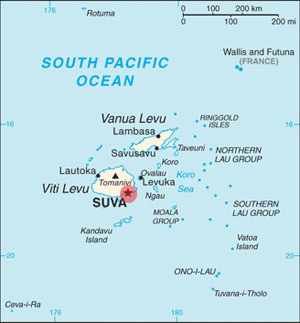 176
180
0
100
200 km
0
100
200 mi
Rotuma
Wallis and Futuna
(FRANCE)
SOUTH PACIFIC
OCEAN
16
16
Vanua Levu
Lambasa
RINGGOLD
ISLES
Savusavu
Taveuni
NORTHERN
LAU GROUP
Koro
Lautoka
Ovalau
Koro
Sea
Tomanivi
Levuka
Viti Levu
Ngau
SUVA
SOUTHERN
LAU GROUP
MOALA
GROUP
Kandavu
Island
Vatoa
Island
20
20
ONO-I-LAU
Tuvana-i-Tholo
Ceva-i-Ra
176
180